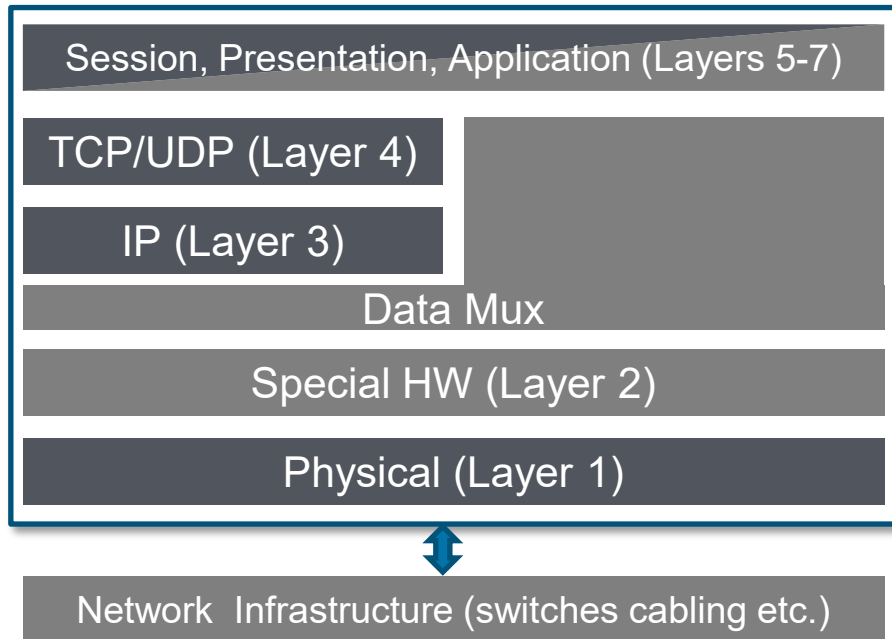 Session, Presentation, Application (Layers 5-7)
TCP/UDP (Layer 4)
IP (Layer 3)
Data Mux
Special HW (Layer 2)
Physical (Layer 1)
Network Infrastructure (switches cabling etc.)